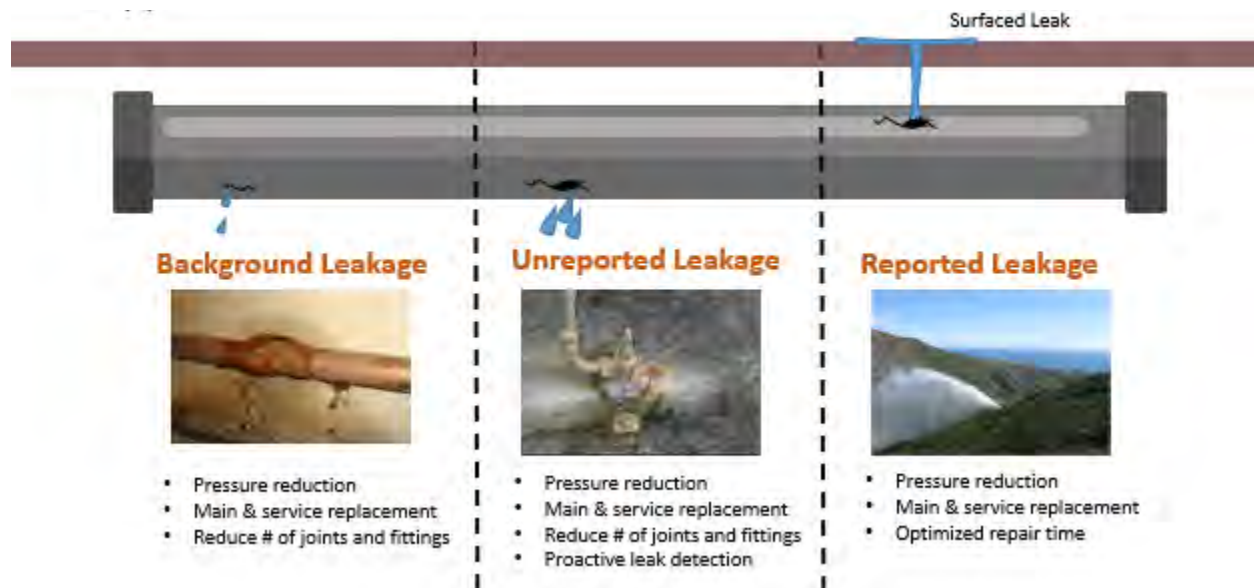 Surfaced Leak
Background Leakage
• Pressure reduction
• Main & service replacement
• Reduce # of joints and fittings
Unreported Leakage
• Pressure reduction
• Main & service replacement
• Reduce # of joints and fittings
• Proactive leak detection
Reported Leakage
• Pressure reduction
• Main & service replacement
• Optimized repair time